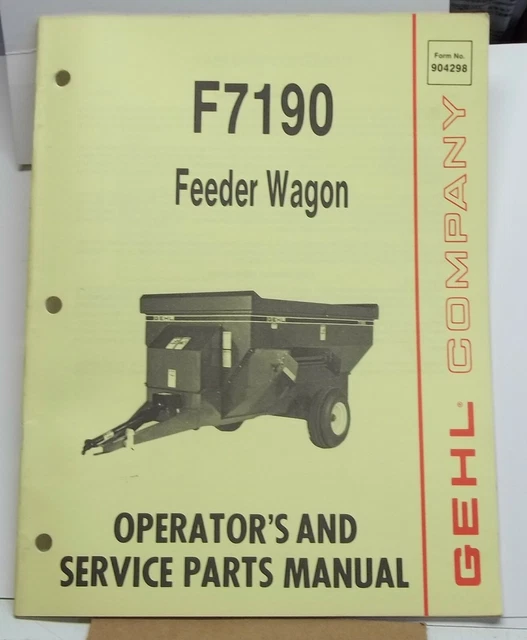 Form No.
904298
F7190
Feeder Wagon
GEHL® COMPANY
OPERATOR'S AND
SERVICE PARTS MANUAL